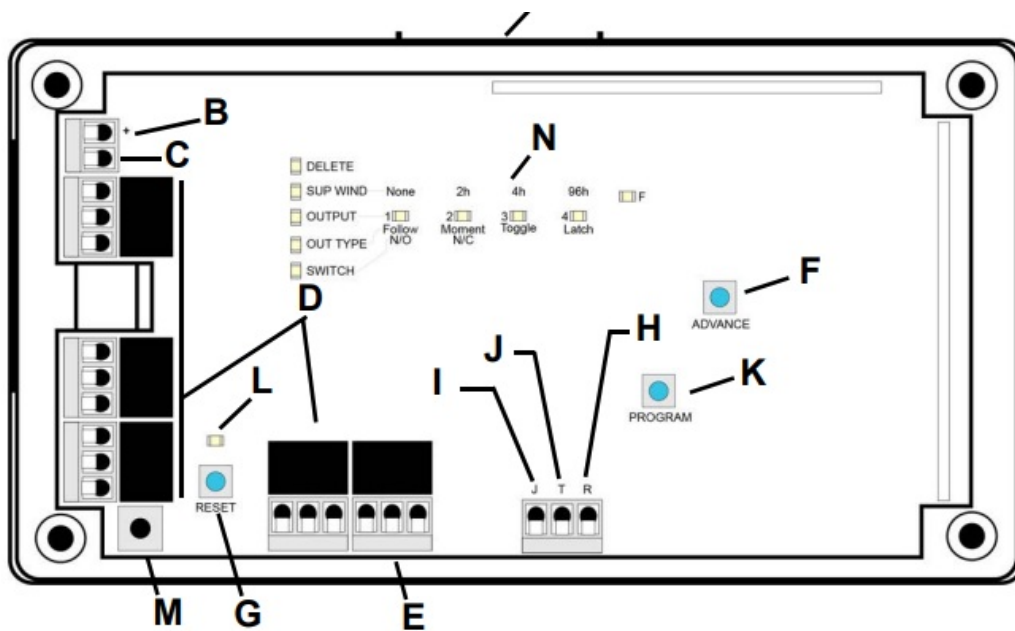 B
+
C
N
DELETE
SUP WIND None 2h 4h 96h F
OUTPUT 1 2 3 4
Follow Moment Toggle Latch
OUT TYPE N/O N/C
SWITCH
D
F
ADVANCE
H
J
I
K
L
PROGRAM
J T R
RESET
M
G
E